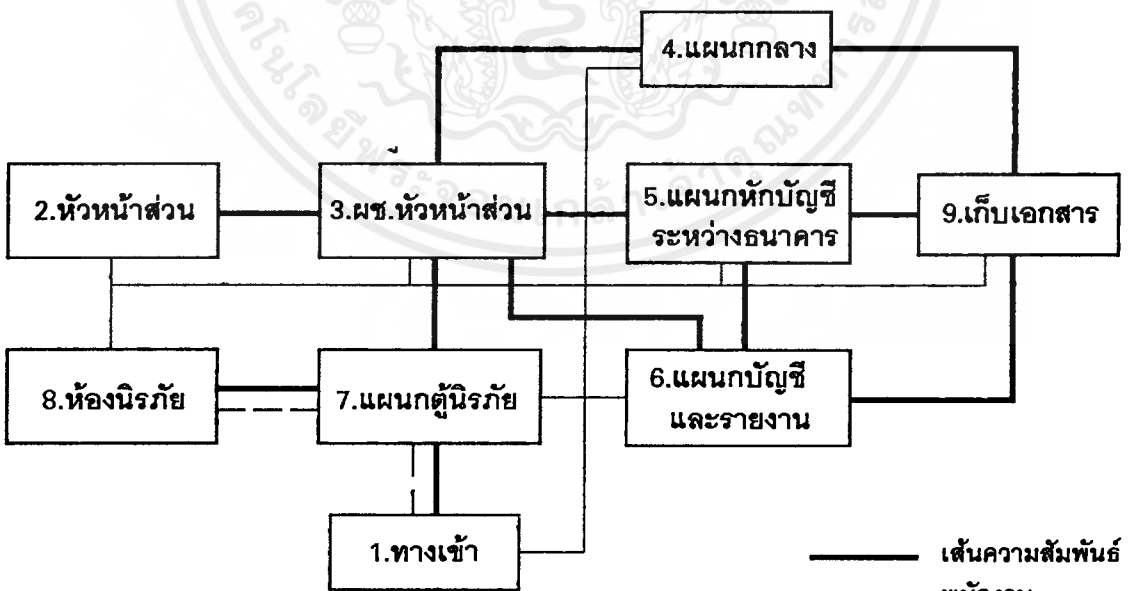 4.แผนกกลาง
2.หัวหน้าส่วน
3.ผช.หัวหน้าส่วน
5.แผนกหักบัญชี
ระหว่างธนาคาร
9.เก็บเอกสาร
8.ห้องนิรภัย
7.แผนกตู้นิรภัย
6.แผนกบัญชี
และรายงาน
1.ทางเข้า
เส้นความสัมพันธ์